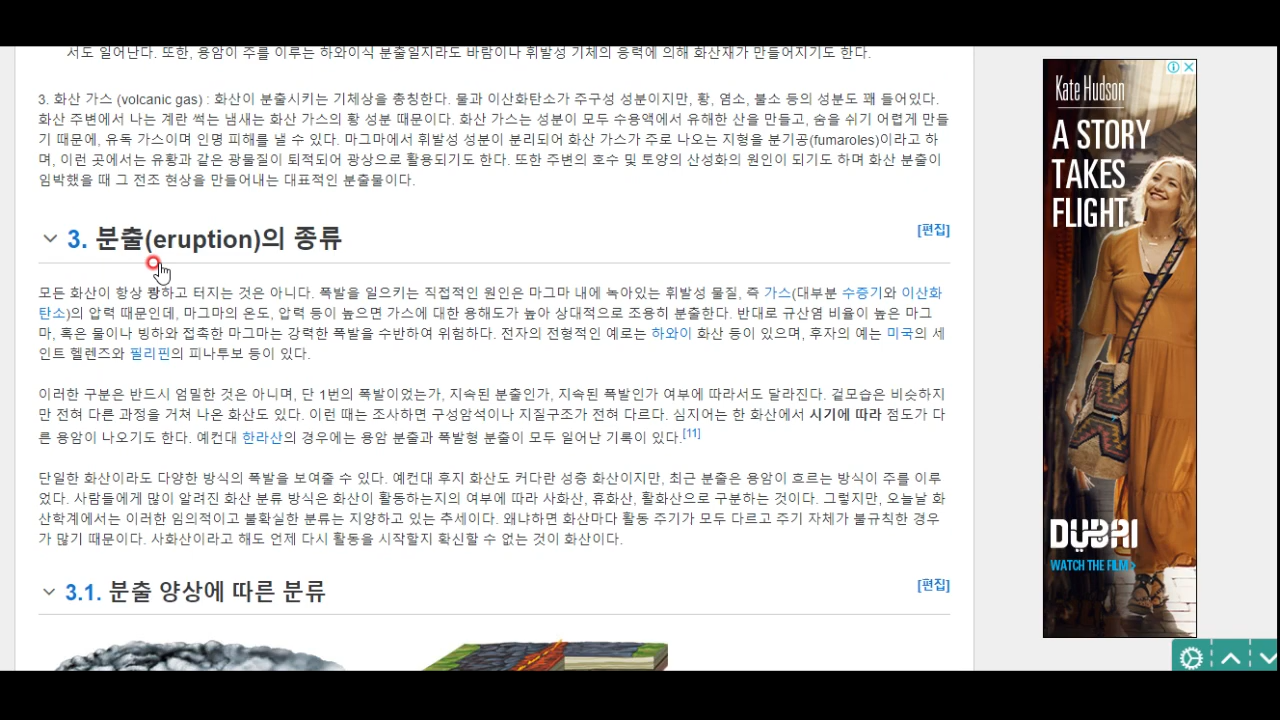 서도 일어난다. 또한, 용암이 주를 이루는 하와이식 분출일지라도 바람이나 휘발성 기체의 응력에 의해 화산재가 만들어지기도 한다.
3. 화산 가스 (volcanic gas) : 화산이 분출시키는 기체상을 총칭한다. 물과 이산화탄소가 주구성 성분이지만, 황, 염소, 불소 등의 성분도 꽤 들어있다.
화산 주변에서 나는 계란 썩는 냄새는 화산 가스의 황 성분 때문이다. 화산 가스는 성분이 모두 수용액에서 유해한 산을 만들고, 숨을 쉬기 어렵게 만들
기 때문에, 유독 가스이며 인명 피해를 낼 수 있다. 마그마에서 휘발성 성분이 분리되어 화산 가스가 주로 나오는 지형을 분기공(fumaroles)이라고 하
며, 이런 곳에서는 유황과 같은 광물질이 퇴적되어 광상으로 활용되기도 한다. 또한 주변의 호수 및 토양의 산성화의 원인이 되기도 하며 화산 분출이
임박했을 때 그 전조 현상을 만들어내는 대표적인 분출물이다.
3. 분출(eruption)의 종류
[편집]
모든 화산이 항상 쾅하고 터지는 것은 아니다. 폭발을 일으키는 직접적인 원인은 마그마 내에 녹아있는 휘발성 물질, 즉 가스(대부분 수증기와 이산화
탄소)의 압력 때문인데, 마그마의 온도, 압력 등이 높으면 가스에 대한 용해도가 높아 상대적으로 조용히 분출한다. 반대로 규산염 비율이 높은 마그
마, 혹은 물이나 빙하와 접촉한 마그마는 강력한 폭발을 수반하여 위험하다. 전자의 전형적인 예로는 하와이 화산 등이 있으며, 후자의 예는 미국의 세
인트 헬렌즈와 필리핀의 피나투보 등이 있다.
이러한 구분은 반드시 엄밀한 것은 아니며, 단 1번의 폭발이었는가, 지속된 분출인가, 지속된 폭발인가 여부에 따라서도 달라진다. 겉모습은 비슷하지
만 전혀 다른 과정을 거쳐 나온 화산도 있다. 이런 때는 조사하면 구성암석이나 지질구조가 전혀 다르다. 심지어는 한 화산에서 시기에 따라 점도가 다
른 용암이 나오기도 한다. 예컨대 한라산의 경우에는 용암 분출과 폭발형 분출이 모두 일어난 기록이 있다.[11]
단일한 화산이라도 다양한 방식의 폭발을 보여줄 수 있다. 예컨대 후지 화산도 커다란 성층 화산이지만, 최근 분출은 용암이 흐르는 방식이 주를 이루
었다. 사람들에게 많이 알려진 화산 분류 방식은 화산이 활동하는지의 여부에 따라 사화산, 휴화산, 활화산으로 구분하는 것이다. 그렇지만, 오늘날 화
산학계에서는 이러한 임의적이고 불확실한 분류는 지양하고 있는 추세이다. 왜냐하면 화산마다 활동 주기가 모두 다르고 주기 자체가 불규칙한 경우
가 많기 때문이다. 사화산이라고 해도 언제 다시 활동을 시작할지 확신할 수 없는 것이 화산이다.
3.1. 분출 양상에 따른 분류
[편집]
Kate Hudson
A STORY
TAKES
FLIGHT.
DUBAI
WATCH THE FILM >